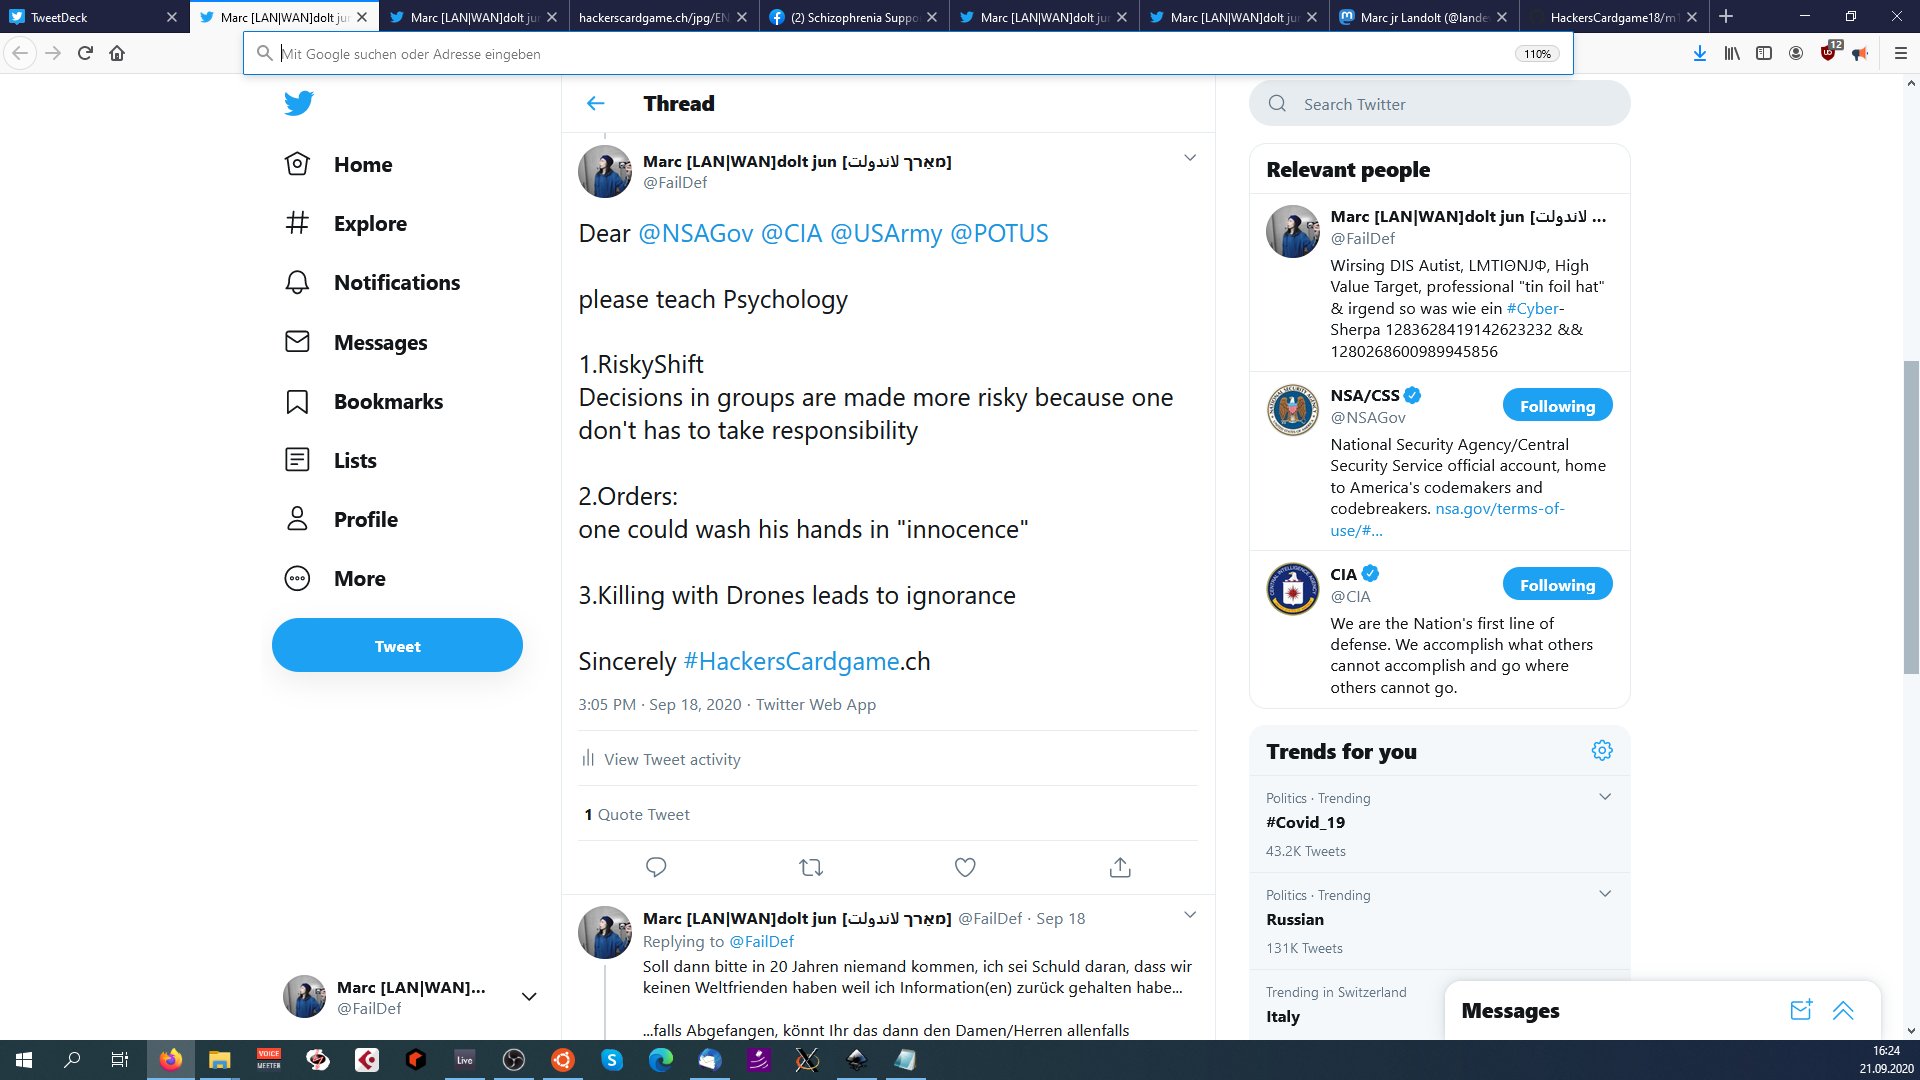 TweetDeck
Marc [LAN|WAN]dolt ju
Marc [LAN|WAN]dolt ju
hackerscardgame.ch/jpg/EN
(2) Schizophrenia Suppo
Marc [LAN|WAN]dolt ju
Marc [LAN|WAN]dolt ju
Marc jr Landolt (@lande
HackersCardgame18/m
Mit Google suchen oder Adresse eingeben
110%
12
Home
Explore
Notifications
Messages
Bookmarks
Lists
Profile
More
Tweet
Marc [LAN|WAN]...
@FailDef
Thread
Marc [LAN|WAN]dolt jun [מאַרך לאנדולת]
@FailDef
Dear @NSAGov @CIA @USArmy @POTUS
please teach Psychology
1.RiskyShift
Decisions in groups are made more risky because one
don't has to take responsibility
2.Orders:
one could wash his hands in "innocence"
3.Killing with Drones leads to ignorance
Sincerely #HackersCardgame.ch
3:05 PM · Sep 18, 2020 · Twitter Web App
View Tweet activity
1 Quote Tweet
Marc [LAN|WAN]dolt jun [מאַרך לאנדולת] @FailDef · Sep 18
Replying to @FailDef
Soll dann bitte in 20 Jahren niemand kommen, ich sei Schuld daran, dass wir
keinen Weltfrienden haben weil ich Information(en) zurück gehalten habe...
...falls Abgefangen, könnt Ihr das dann den Damen/Herren allenfalls
Search Twitter
Relevant people
Marc [LAN|WAN]dolt jun [לאנדולת ...
@FailDef
Wirsing DIS Autist, LMTIΘNJΦ, High
Value Target, professional "tin foil hat"
& irgend so was wie ein #Cyber-
Sherpa 1283628419142623232 &&
1280268600989945856
NSA/CSS
@NSAGov
Following
National Security Agency/Central
Security Service official account, home
to America's codemakers and
codebreakers. nsa.gov/terms-of-
use/#...
CIA
@CIA
Following
We are the Nation's first line of
defense. We accomplish what others
cannot accomplish and go where
others cannot go.
Trends for you
Politics · Trending
#Covid_19
43.2K Tweets
Politics · Trending
Russian
131K Tweets
Trending in Switzerland
Italy
Messages
VOICE
MEETER
Live
16:24
21.09.2020